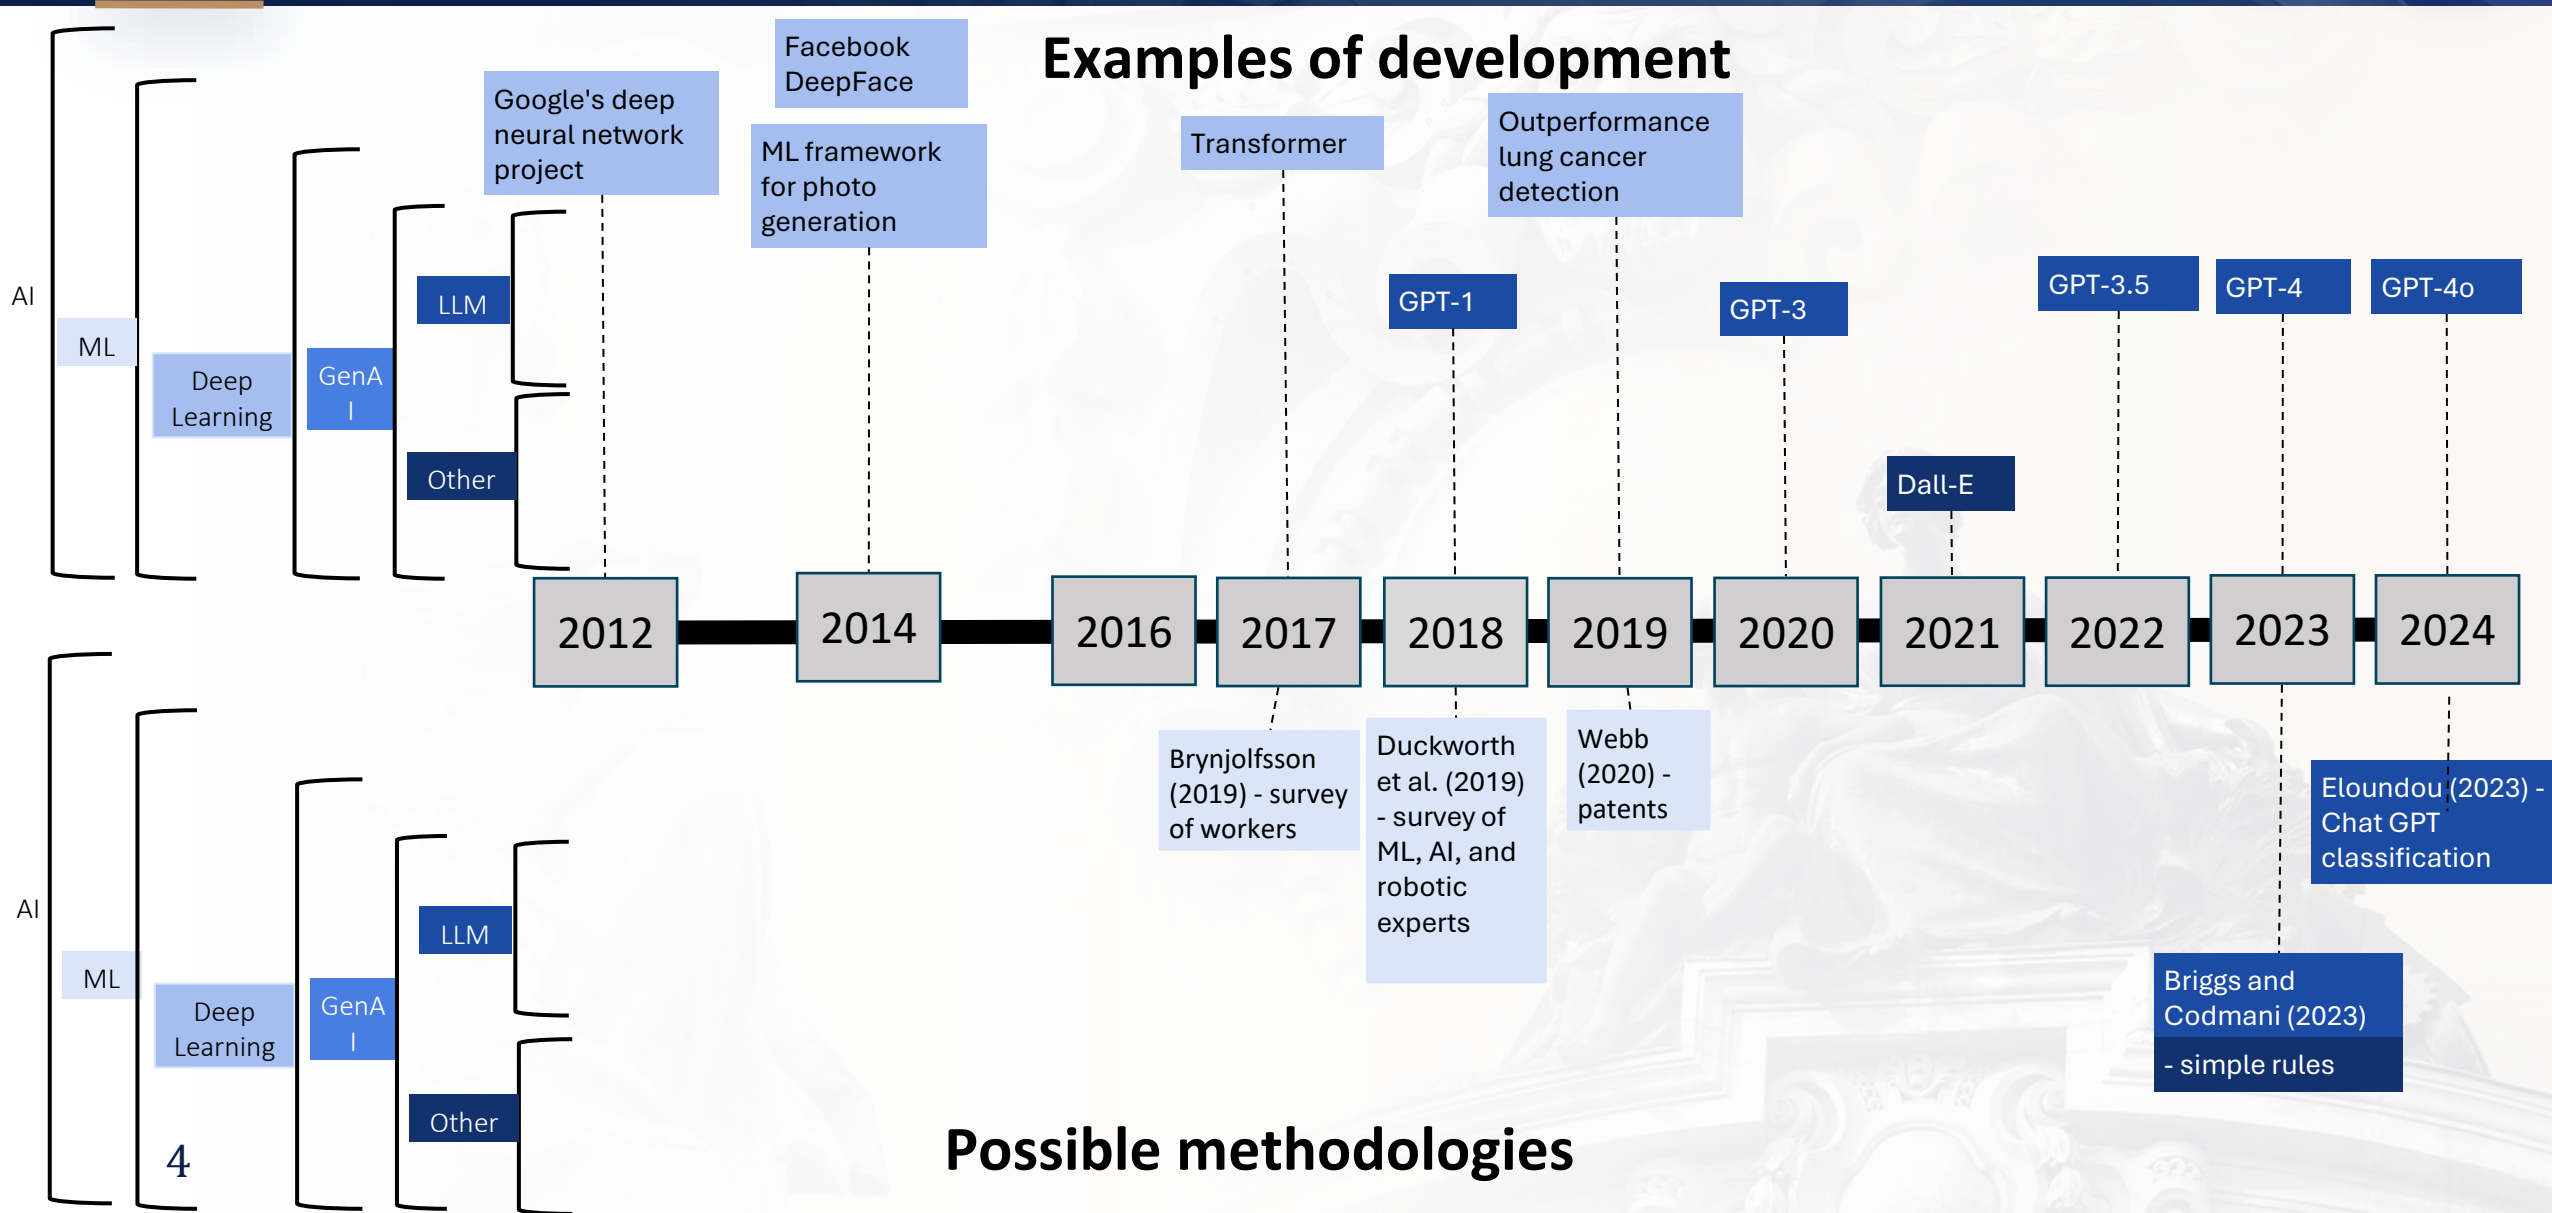 Examples of development
AI
ML
Deep
Learning
GenA
I
LLM
Other
Google's deep
neural network
project
Facebook
DeepFace
ML framework
for photo
generation
Transformer
GPT-1
Outperformance
lung cancer
detection
GPT-3
Dall-E
GPT-3.5
GPT-4
GPT-4o
2012
2014
2016
2017
2018
2019
2020
2021
2022
2023
2024
AI
ML
Deep
Learning
GenA
I
LLM
Other
Brynjolfsson
(2019) - survey
of workers
Duckworth
et al. (2019)
- survey of
ML, AI, and
robotic
experts
Webb
(2020) -
patents
Briggs and
Codmani (2023)
- simple rules
Eloundou (2023) -
Chat GPT
classification
Possible methodologies
4